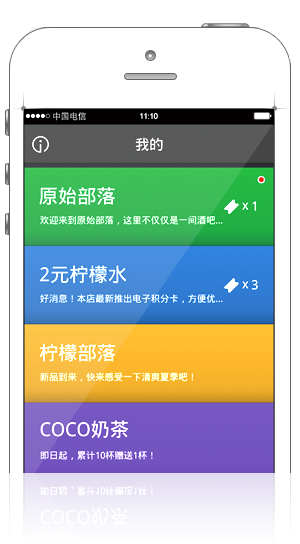 中国电信 11:10
我的
原始部落
欢迎来到原始部落，这里不仅仅是一间酒吧...
x 1
2元柠檬水
好消息！本店最新推出电子积分卡，方便优...
x 3
柠檬部落
新品到来，快来感受一下清爽夏季吧！
COCO奶茶
即日起，累计10杯赠送1杯！